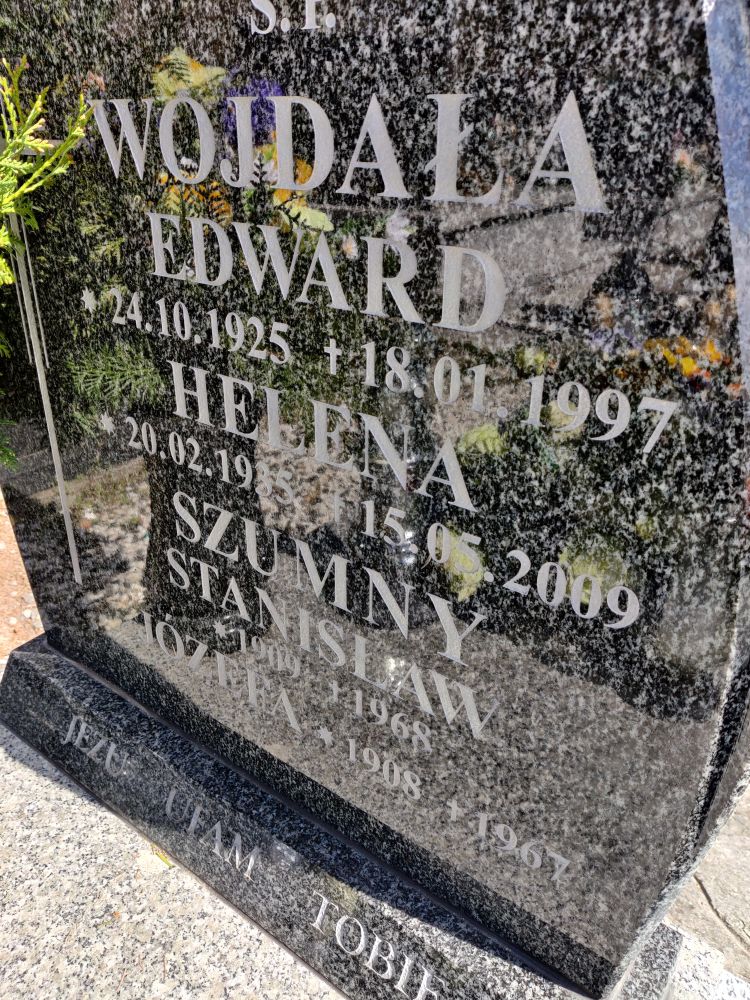 Ś.P.
WÓJDAŁA
EDWARD
* 24.10.1925 † 18.01.1997
HELENA
* 20.02.1935 † 15.05.2009
SZUMNY
STANISŁAW
* 1909 † 1968
JÓZEFA * 1908 † 1967
JEZU UFAM TOBIE